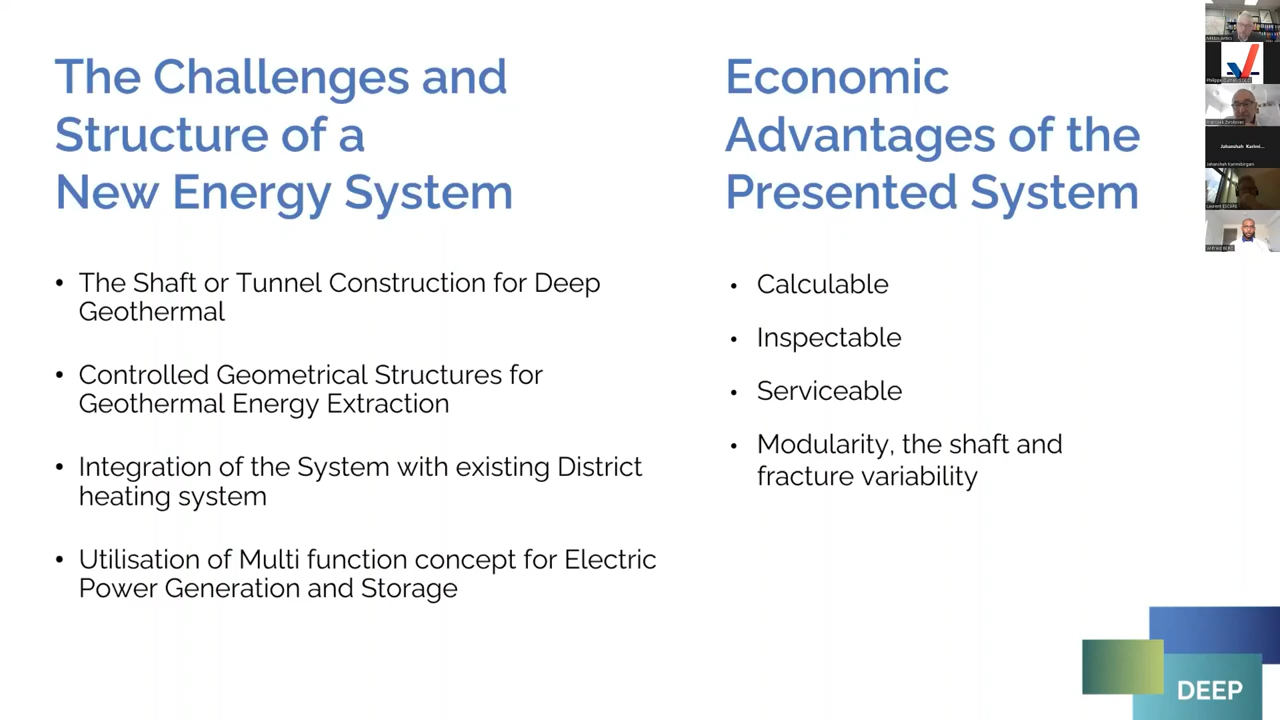 The Challenges and
Structure of a
New Energy System
• The Shaft or Tunnel Construction for Deep
Geothermal
• Controlled Geometrical Structures for
Geothermal Energy Extraction
• Integration of the System with existing District
heating system
• Utilisation of Multi function concept for Electric
Power Generation and Storage
Economic
Advantages of the
Presented System
• Calculable
• Inspectable
• Serviceable
• Modularity, the shaft and
fracture variability
Jahanshah Karimi...
DEEP